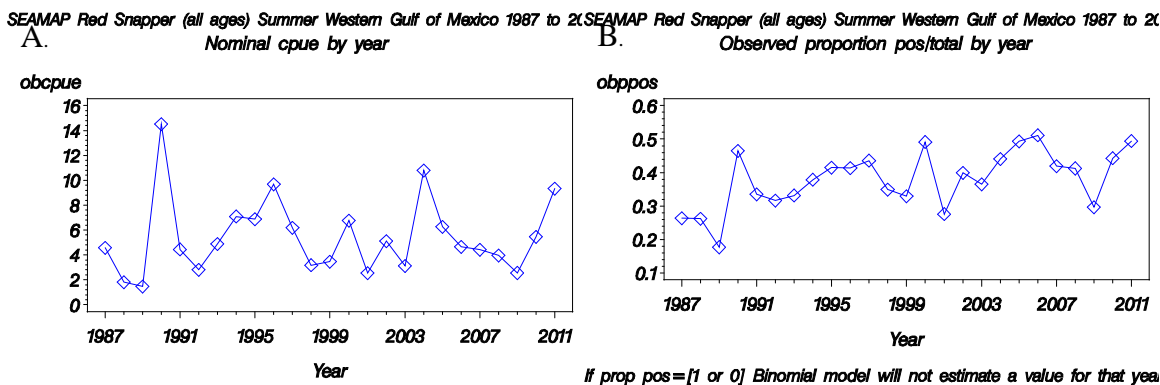 SEAMAP Red Snapper (all ages) Summer Western Gulf of Mexico 1987 to
A.
Nominal cpue by year
obcpue
16
14
12
10
8
6
4
2
0
1987 1991 1995 1999 2003 2007 2011
Year
SEAMAP Red Snapper (all ages) Summer Western Gulf of Mexico 1987 to
B.
Observed proportion pos/total by year
obppos
0.6
0.5
0.4
0.3
0.2
0.1
1987 1991 1995 1999 2003 2007 2011
Year
If prop pos=[1 or 0] Binomial model will not estimate a value for that year